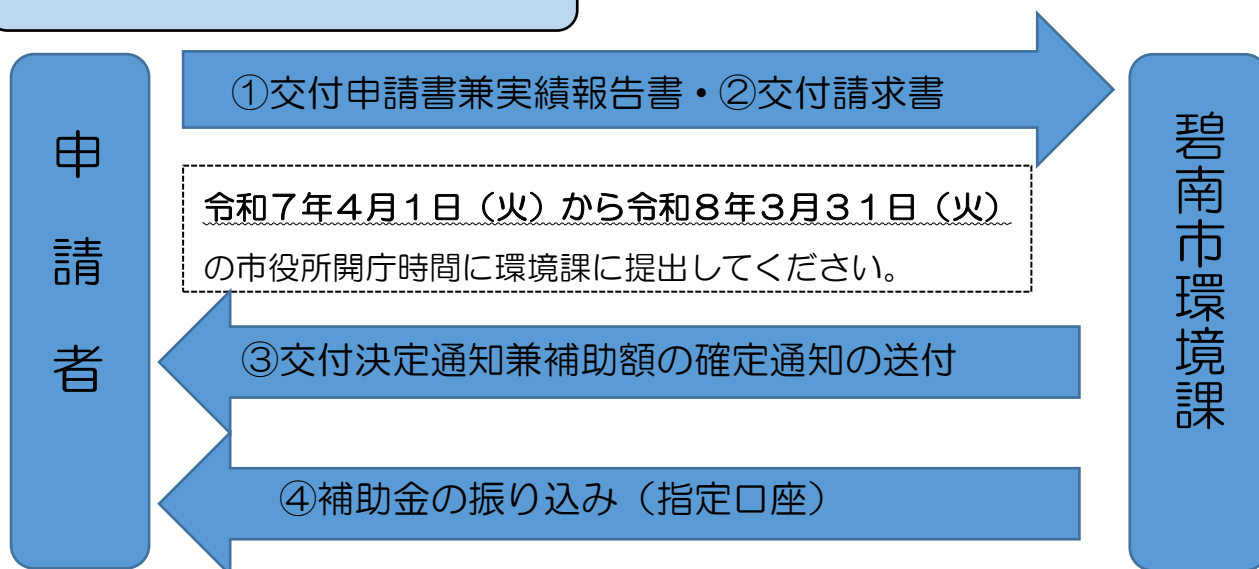 ①交付申請書兼実績報告書・②交付請求書
申請者
令和７年４月１日（火）から令和８年３月３１日（火）
の市役所開庁時間に環境課に提出してください。
碧南市環境課
③交付決定通知兼補助額の確定通知の送付
④補助金の振り込み（指定口座）